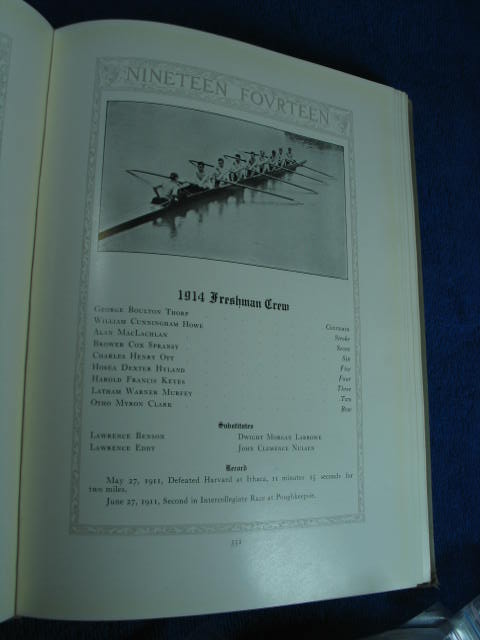 NINETEEN FOVRTEEN
1914 Freshman Crew
GEORGE BOULTON THORP Coxswain
WILLIAM CUNNINGHAM HOWE Stroke
ALAN MACLACHLAN Seven
BROWER COX SPRANSY Six
CHARLES HENRY OTT Five
HOSEA DEXTER HYLAND Four
HAROLD FRANCIS KEYES Three
LATHAM WARNER MURFEY Two
OTHO MYRON CLARK Bow
Substitutes
LAWRENCE BENSON DWIGHT MORGAN LARROWE
LAWRENCE EDDY JOHN CLEMENCE NULSEN
Record
May 27, 1911, Defeated Harvard at Ithaca, 11 minutes 15 seconds for
two miles.
June 27, 1911, Second in Intercollegiate Race at Poughkeepsie.